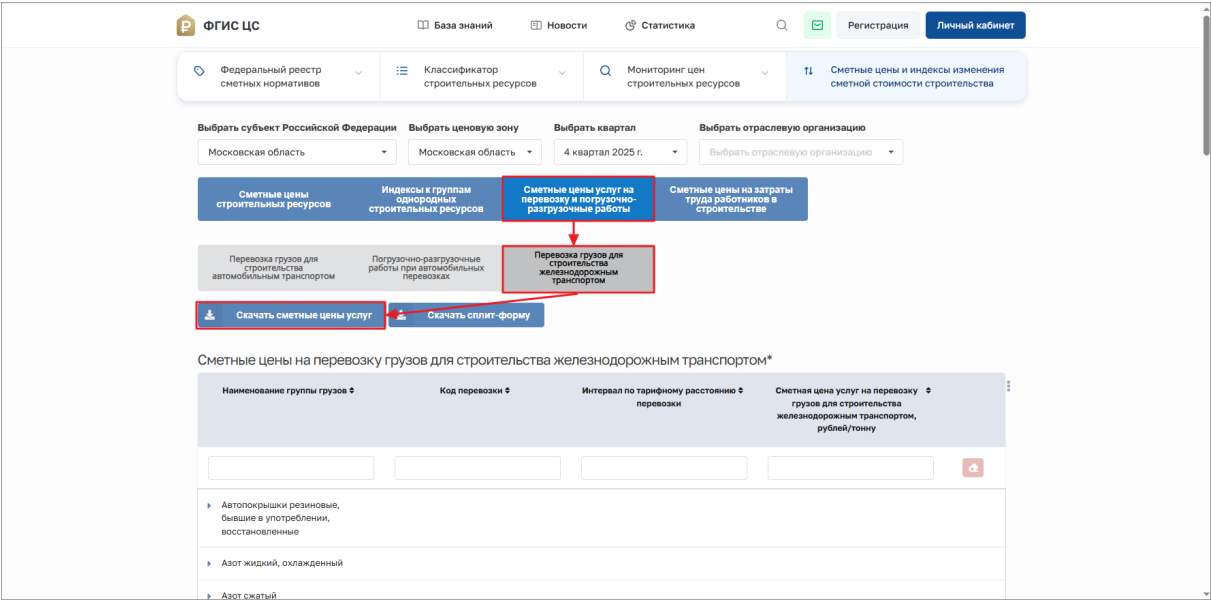 ФГИС ЦС
База знаний
Новости
Статистика
Регистрация
Личный кабинет
Федеральный реестр
сметных нормативов
Классификатор
строительных ресурсов
Мониторинг цен
строительных ресурсов
Сметные цены и индексы изменения
сметной стоимости строительства
Выбрать субъект Российской Федерации
Выбрать ценовую зону
Выбрать квартал
Выбрать отраслевую организацию
Московская область
Московская область
4 квартал 2025 г.
Выбрать отраслевую организацию
Сметные цены
строительных ресурсов
Индексы к группам
однородных
строительных ресурсов
Сметные цены услуг на
перевозку и погрузочно-
разгрузочные работы
Сметные цены на затраты
труда работников в
строительстве
Перевозка грузов для
строительства
автомобильным транспортом
Погрузочно-разгрузочные
работы при автомобильных
перевозках
Перевозка грузов для
строительства
железнодорожным
транспортом
Скачать сметные цены услуг
Скачать сплит-форму
Сметные цены на перевозку грузов для строительства железнодорожным транспортом*
Наименование группы грузов
Код перевозки
Интервал по тарифному расстоянию
перевозки
Сметная цена услуг на перевозку
грузов для строительства
железнодорожным транспортом,
рублей/тонну
Автопокрышки резиновые,
бывшие в употреблении,
восстановленные
Азот жидкий, охлажденный
Азот сжатый